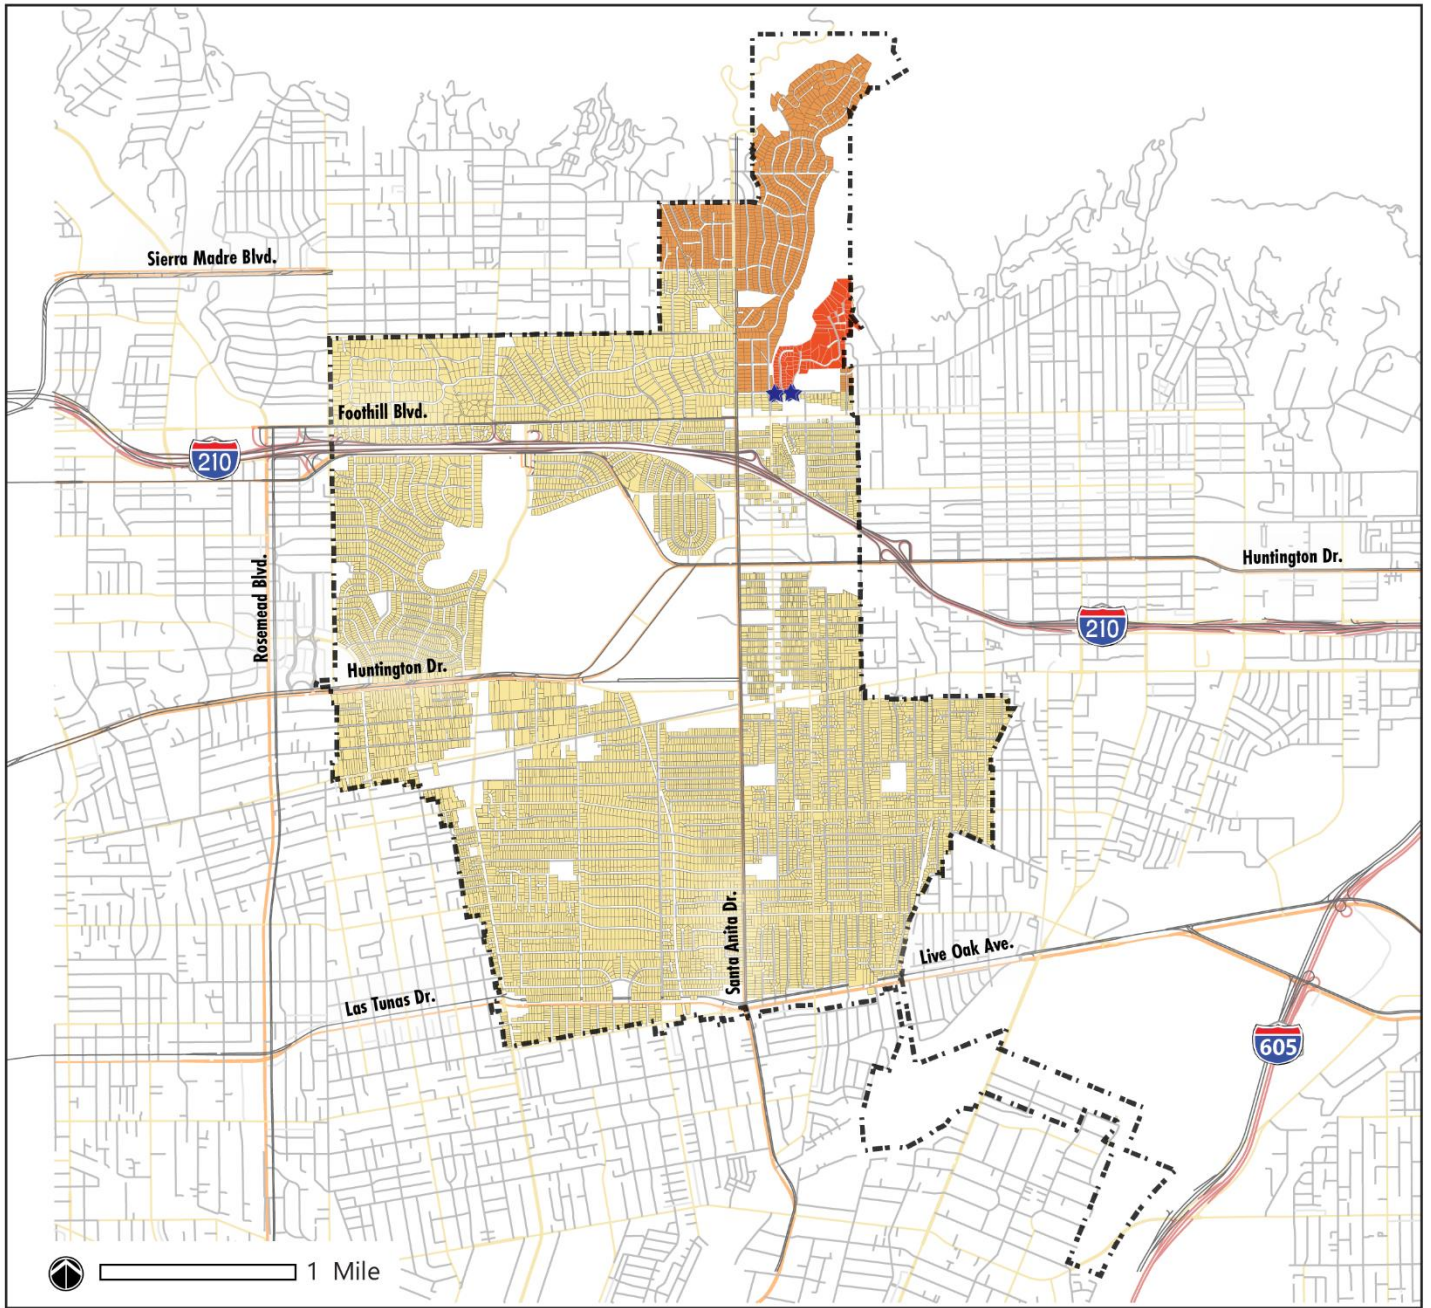 Sierra Madre Blvd.
Foothill Blvd.
210
Rosemead Blvd.
Huntington Dr.
210
Huntington Dr.
Santa Anita Dr.
Live Oak Ave.
Las Tunas Dr.
605
1 Mile